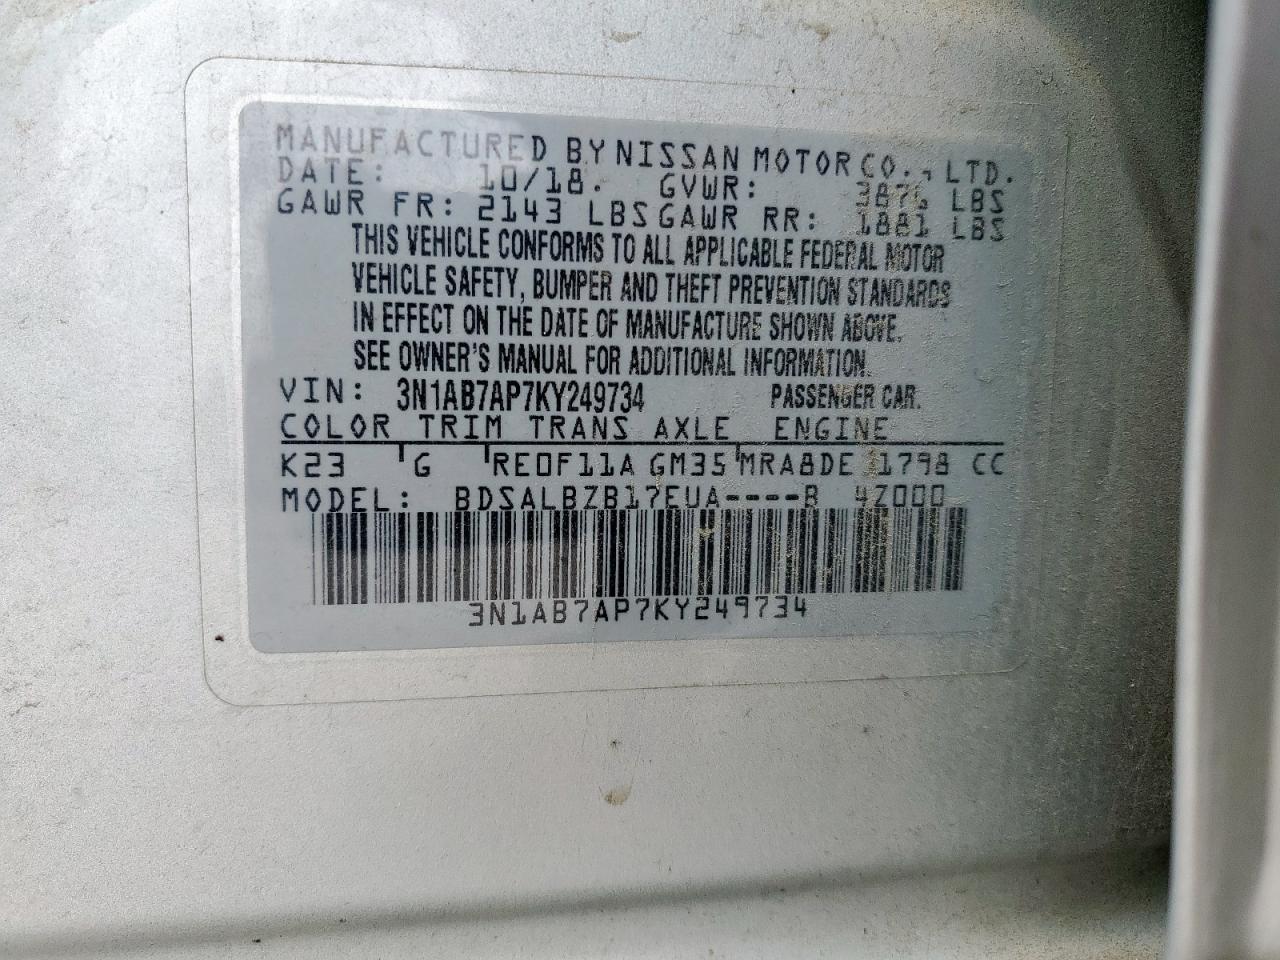 MANUFACTURED BY NISSAN MOTOR CO., LTD.
DATE: 10/18. GVWR: 3876 LBS
GAWR FR: 2143 LBS GAWR RR: 1881 LBS
THIS VEHICLE CONFORMS TO ALL APPLICABLE FEDERAL MOTOR
VEHICLE SAFETY, BUMPER AND THEFT PREVENTION STANDARDS
IN EFFECT ON THE DATE OF MANUFACTURE SHOWN ABOVE.
SEE OWNER'S MANUAL FOR ADDITIONAL INFORMATION.
VIN: 3N1AB7AP7KY249734 PASSENGER CAR.
COLOR TRIM TRANS AXLE ENGINE
K23 G RE0F11A GM35 MRA8DE 1798 CC
MODEL: BDSALBZB17EUA----B 4Z000
3N1AB7AP7KY249734